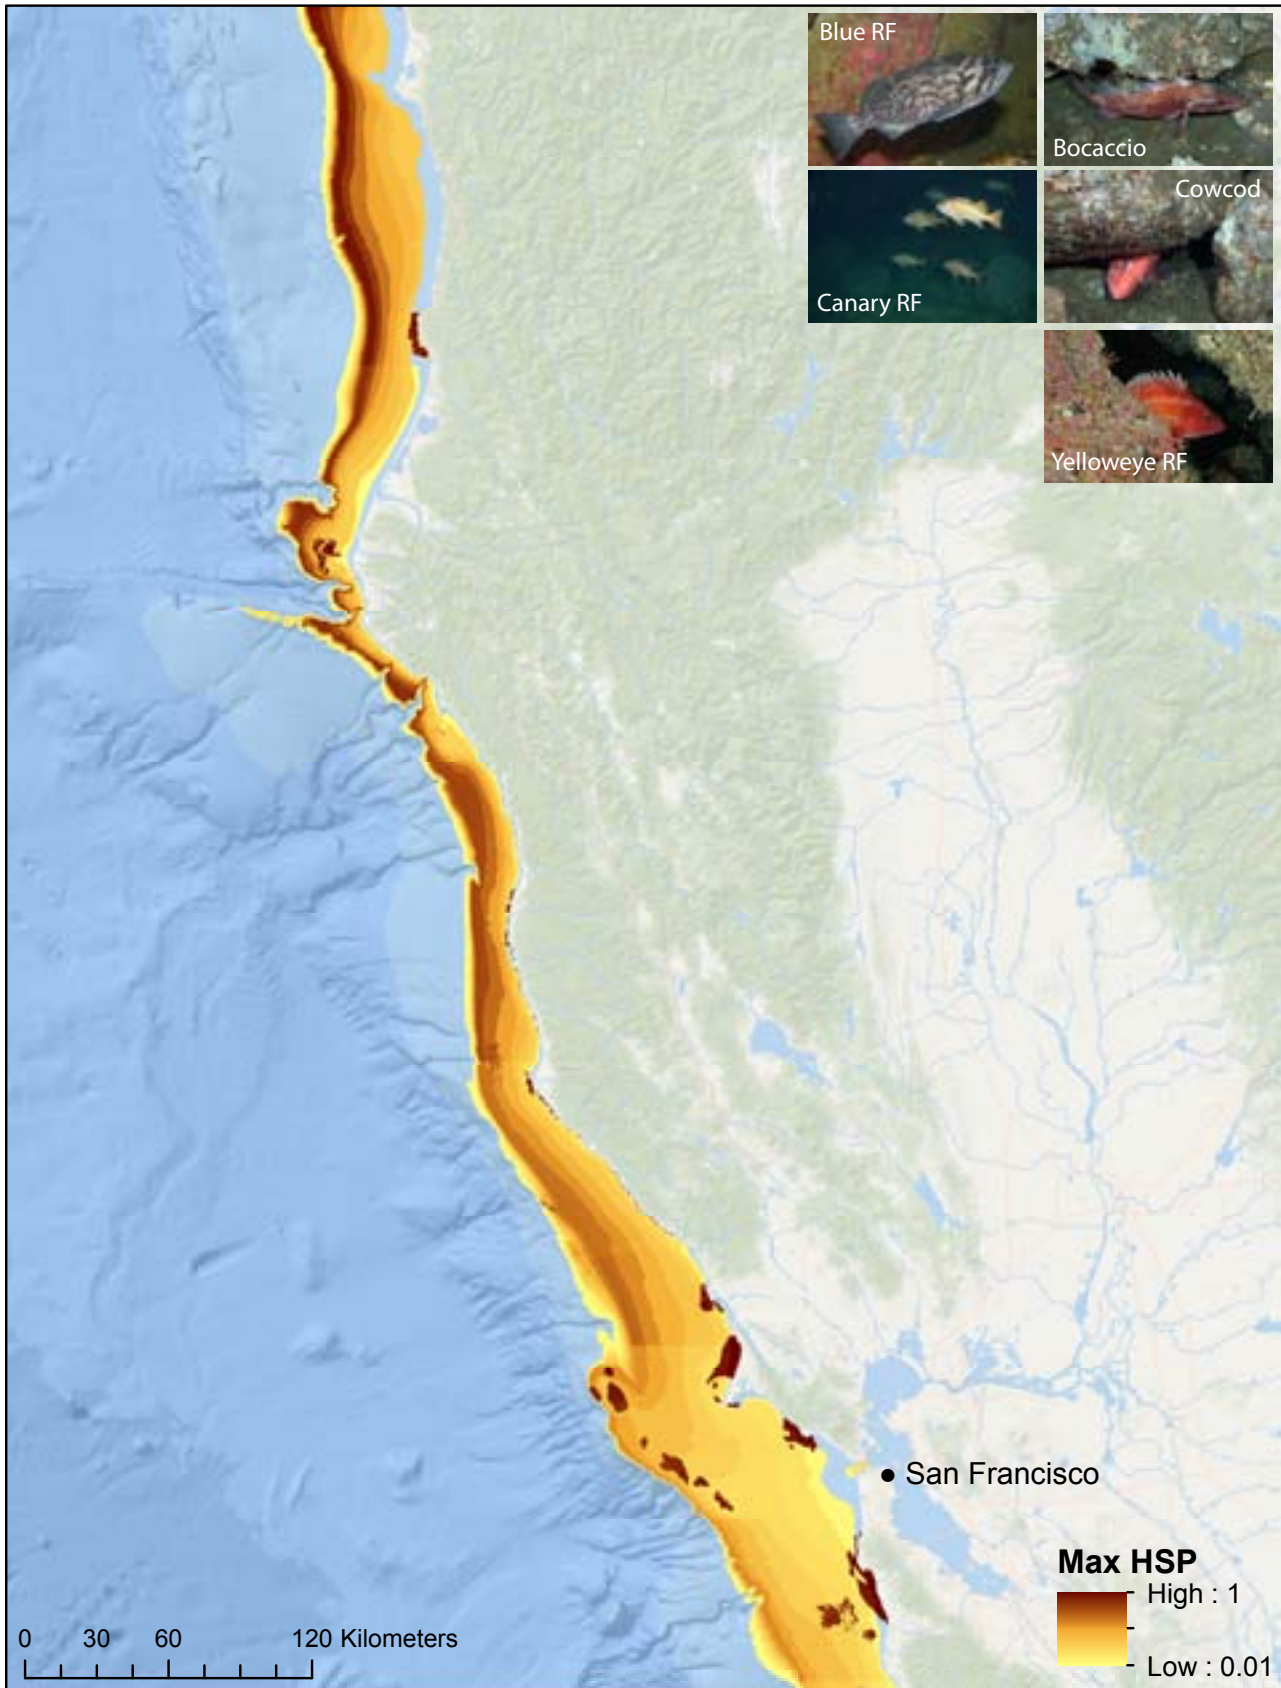 Blue RF
Bocaccio
Canary RF
Cowcod
Yelloweye RF
San Francisco
Max HSP
High : 1
Low : 0.01
0 30 60 120 Kilometers